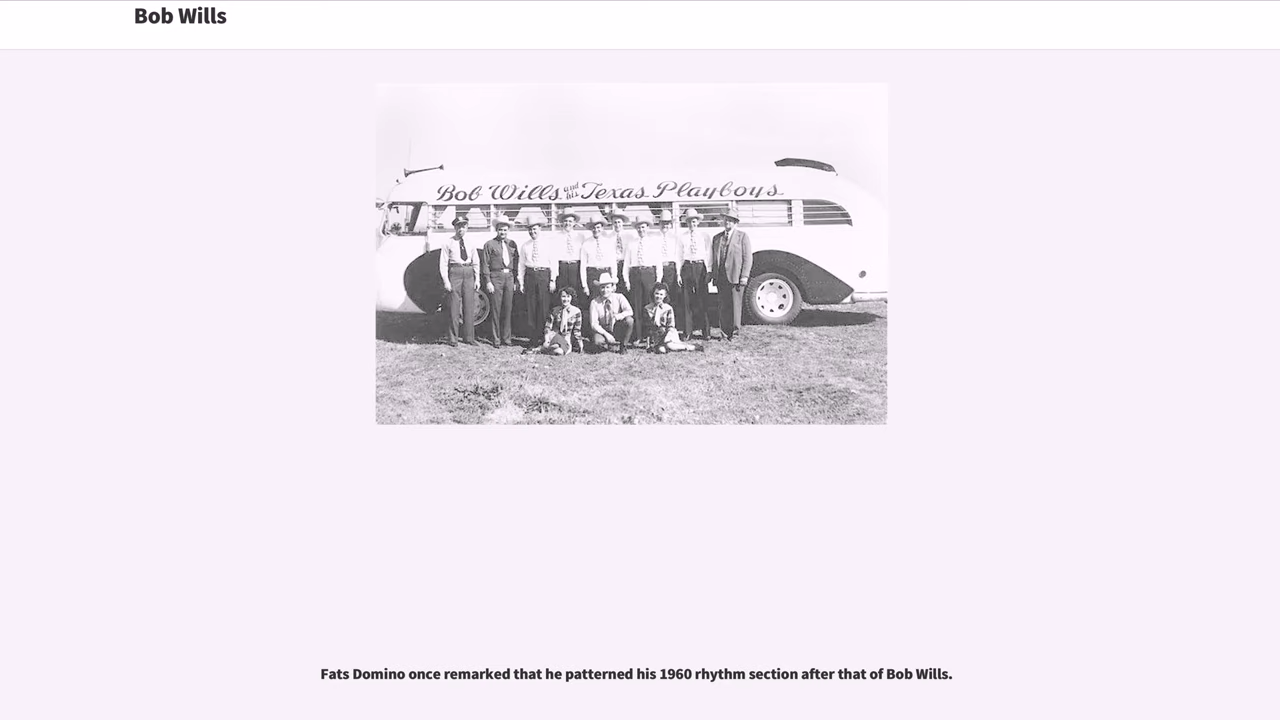 Bob Wills
Bob Wills and his Texas Playboys
Fats Domino once remarked that he patterned his 1960 rhythm section after that of Bob Wills.